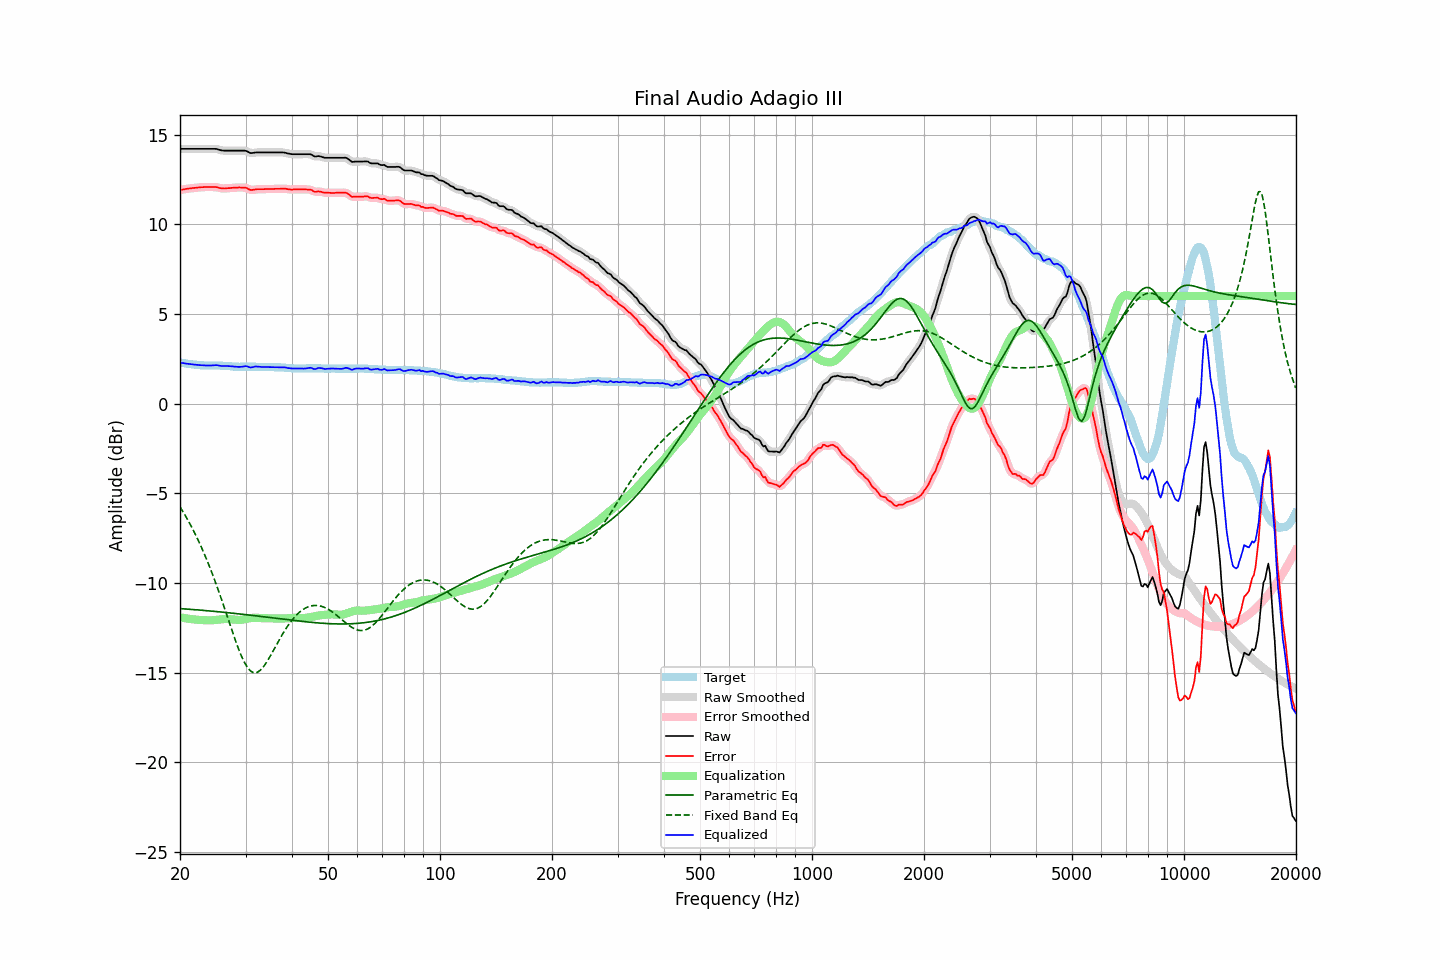 Final Audio Adagio III
Amplitude (dBr)
15
10
5
0
−5
−10
−15
−20
−25
Target
Raw Smoothed
Error Smoothed
Raw
Error
Equalization
Parametric Eq
Fixed Band Eq
Equalized
20 50 100 200 500 1000 2000 5000 10000 20000
Frequency (Hz)